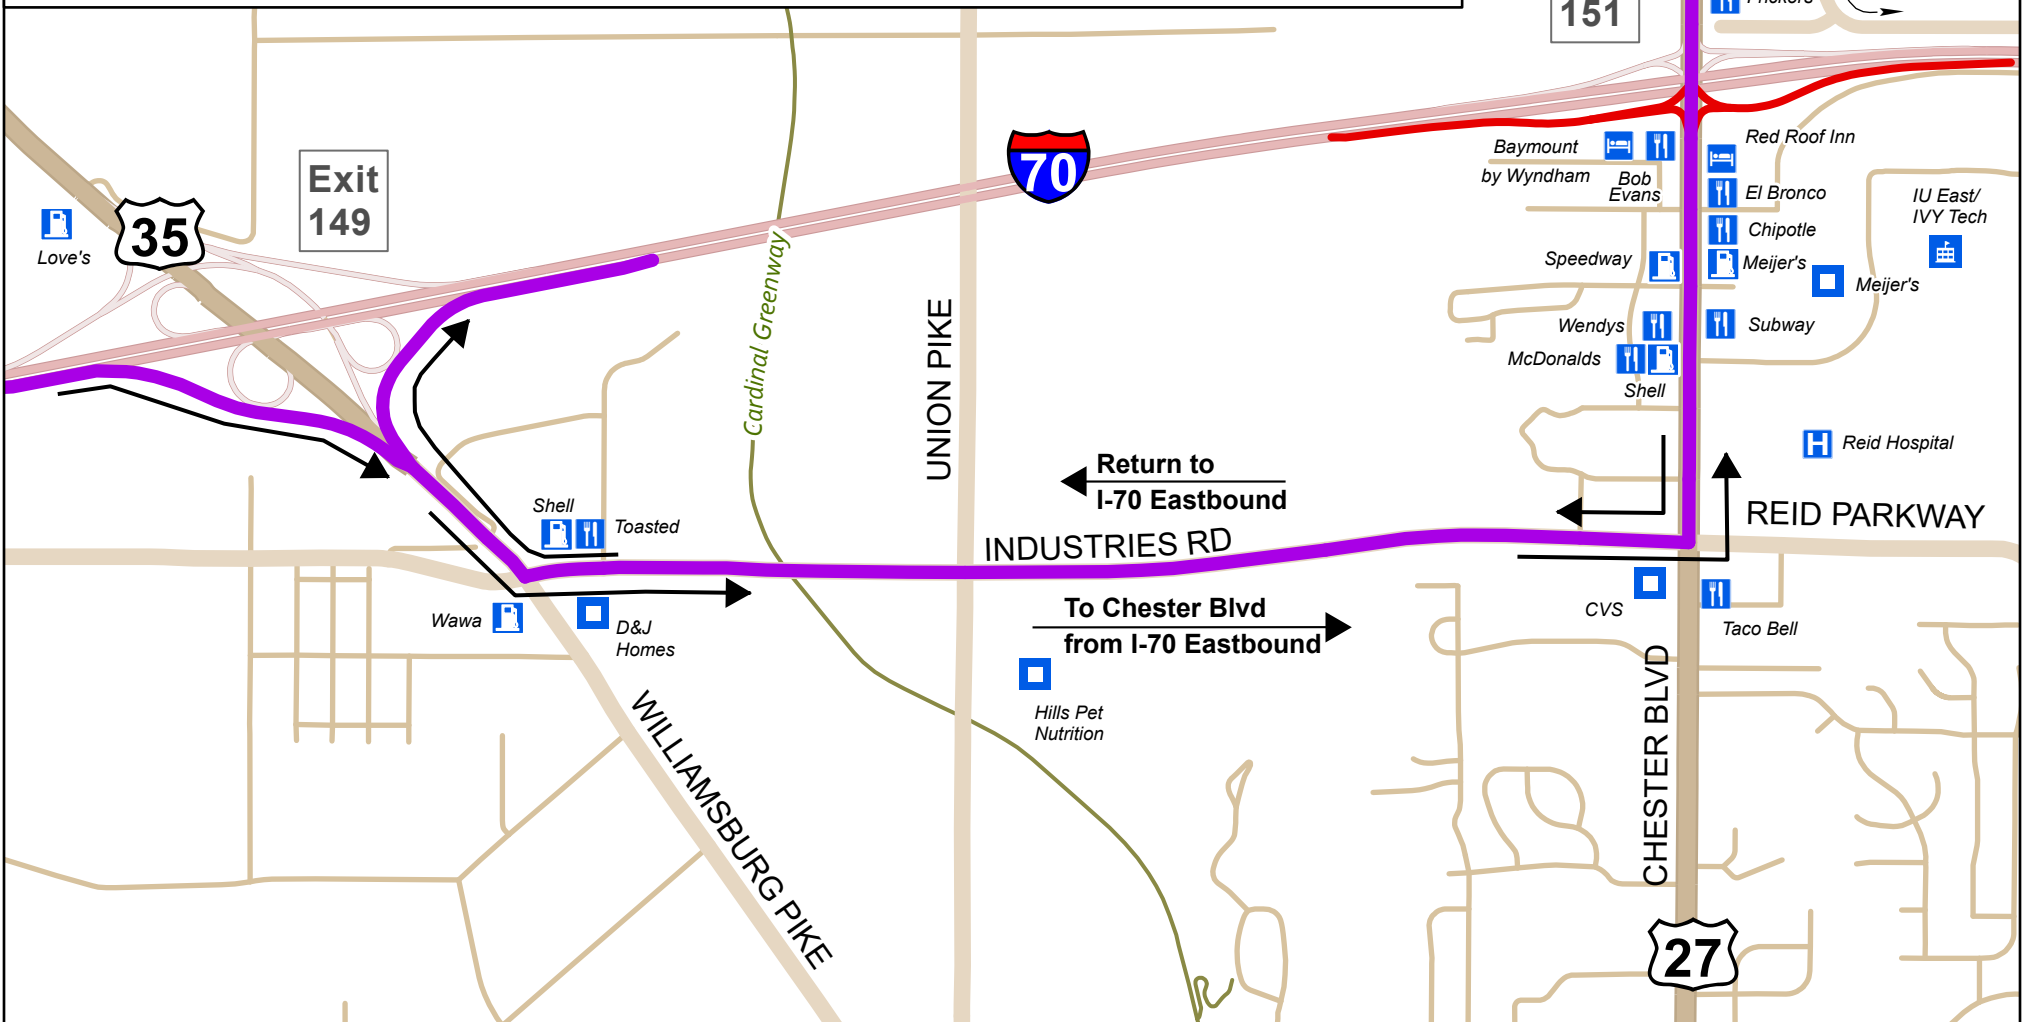 151
Exit
149
35
Love's
70
Baymount
by Wyndham
Bob
Evans
Red Roof Inn
El Bronco
IU East/
IVY Tech
Chipotle
Speedway
Meijer's
Meijer's
Wendys
Subway
McDonalds
Shell
Reid Hospital
Cardinal Greenway
UNION PIKE
Return to
I-70 Eastbound
INDUSTRIES RD
REID PARKWAY
Shell
Toasted
Wawa
D&J
Homes
To Chester Blvd
from I-70 Eastbound
CVS
Taco Bell
Hills Pet
Nutrition
WILLIAMSBURG PIKE
CHESTER BLVD
27